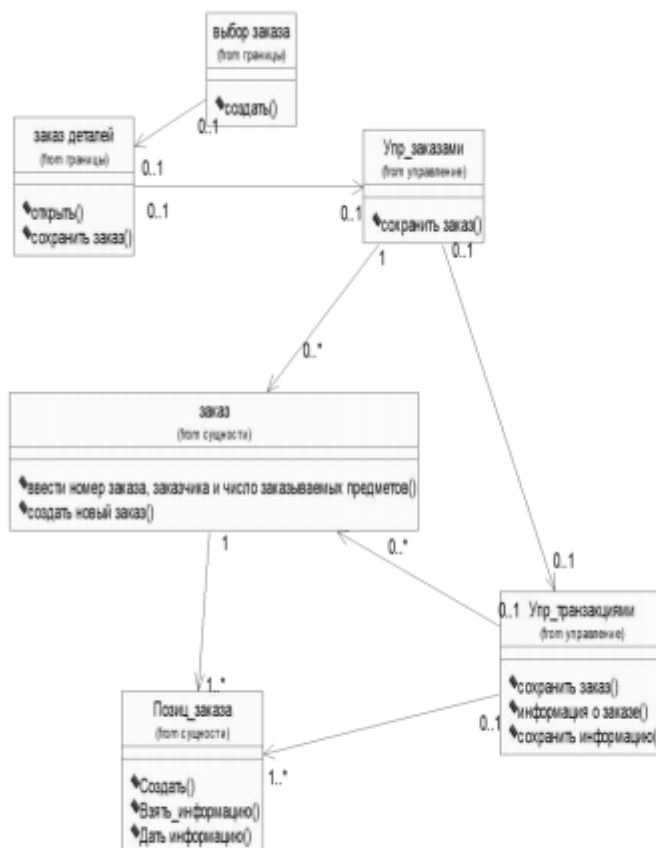 выбор заказа
(from границы)
создать()
0..1
заказ деталей
(from границы)
открыть()
сохранить заказ()
0..1
0..1
0..1
Упр_заказами
(from управление)
сохранить заказ()
1
0..1
0..*
заказ
(from сущности)
ввести номер заказа, заказчика и число заказываемых предметов()
создать новый заказ()
1
0..*
0..1
0..1
Упр_транзакциями
(from управление)
сохранить заказ()
информация о заказе()
сохранить информацию(
0..1
1..*
1..*
Позиц_заказа
(from сущности)
Создать()
Взять_информацию()
Дать информацию()